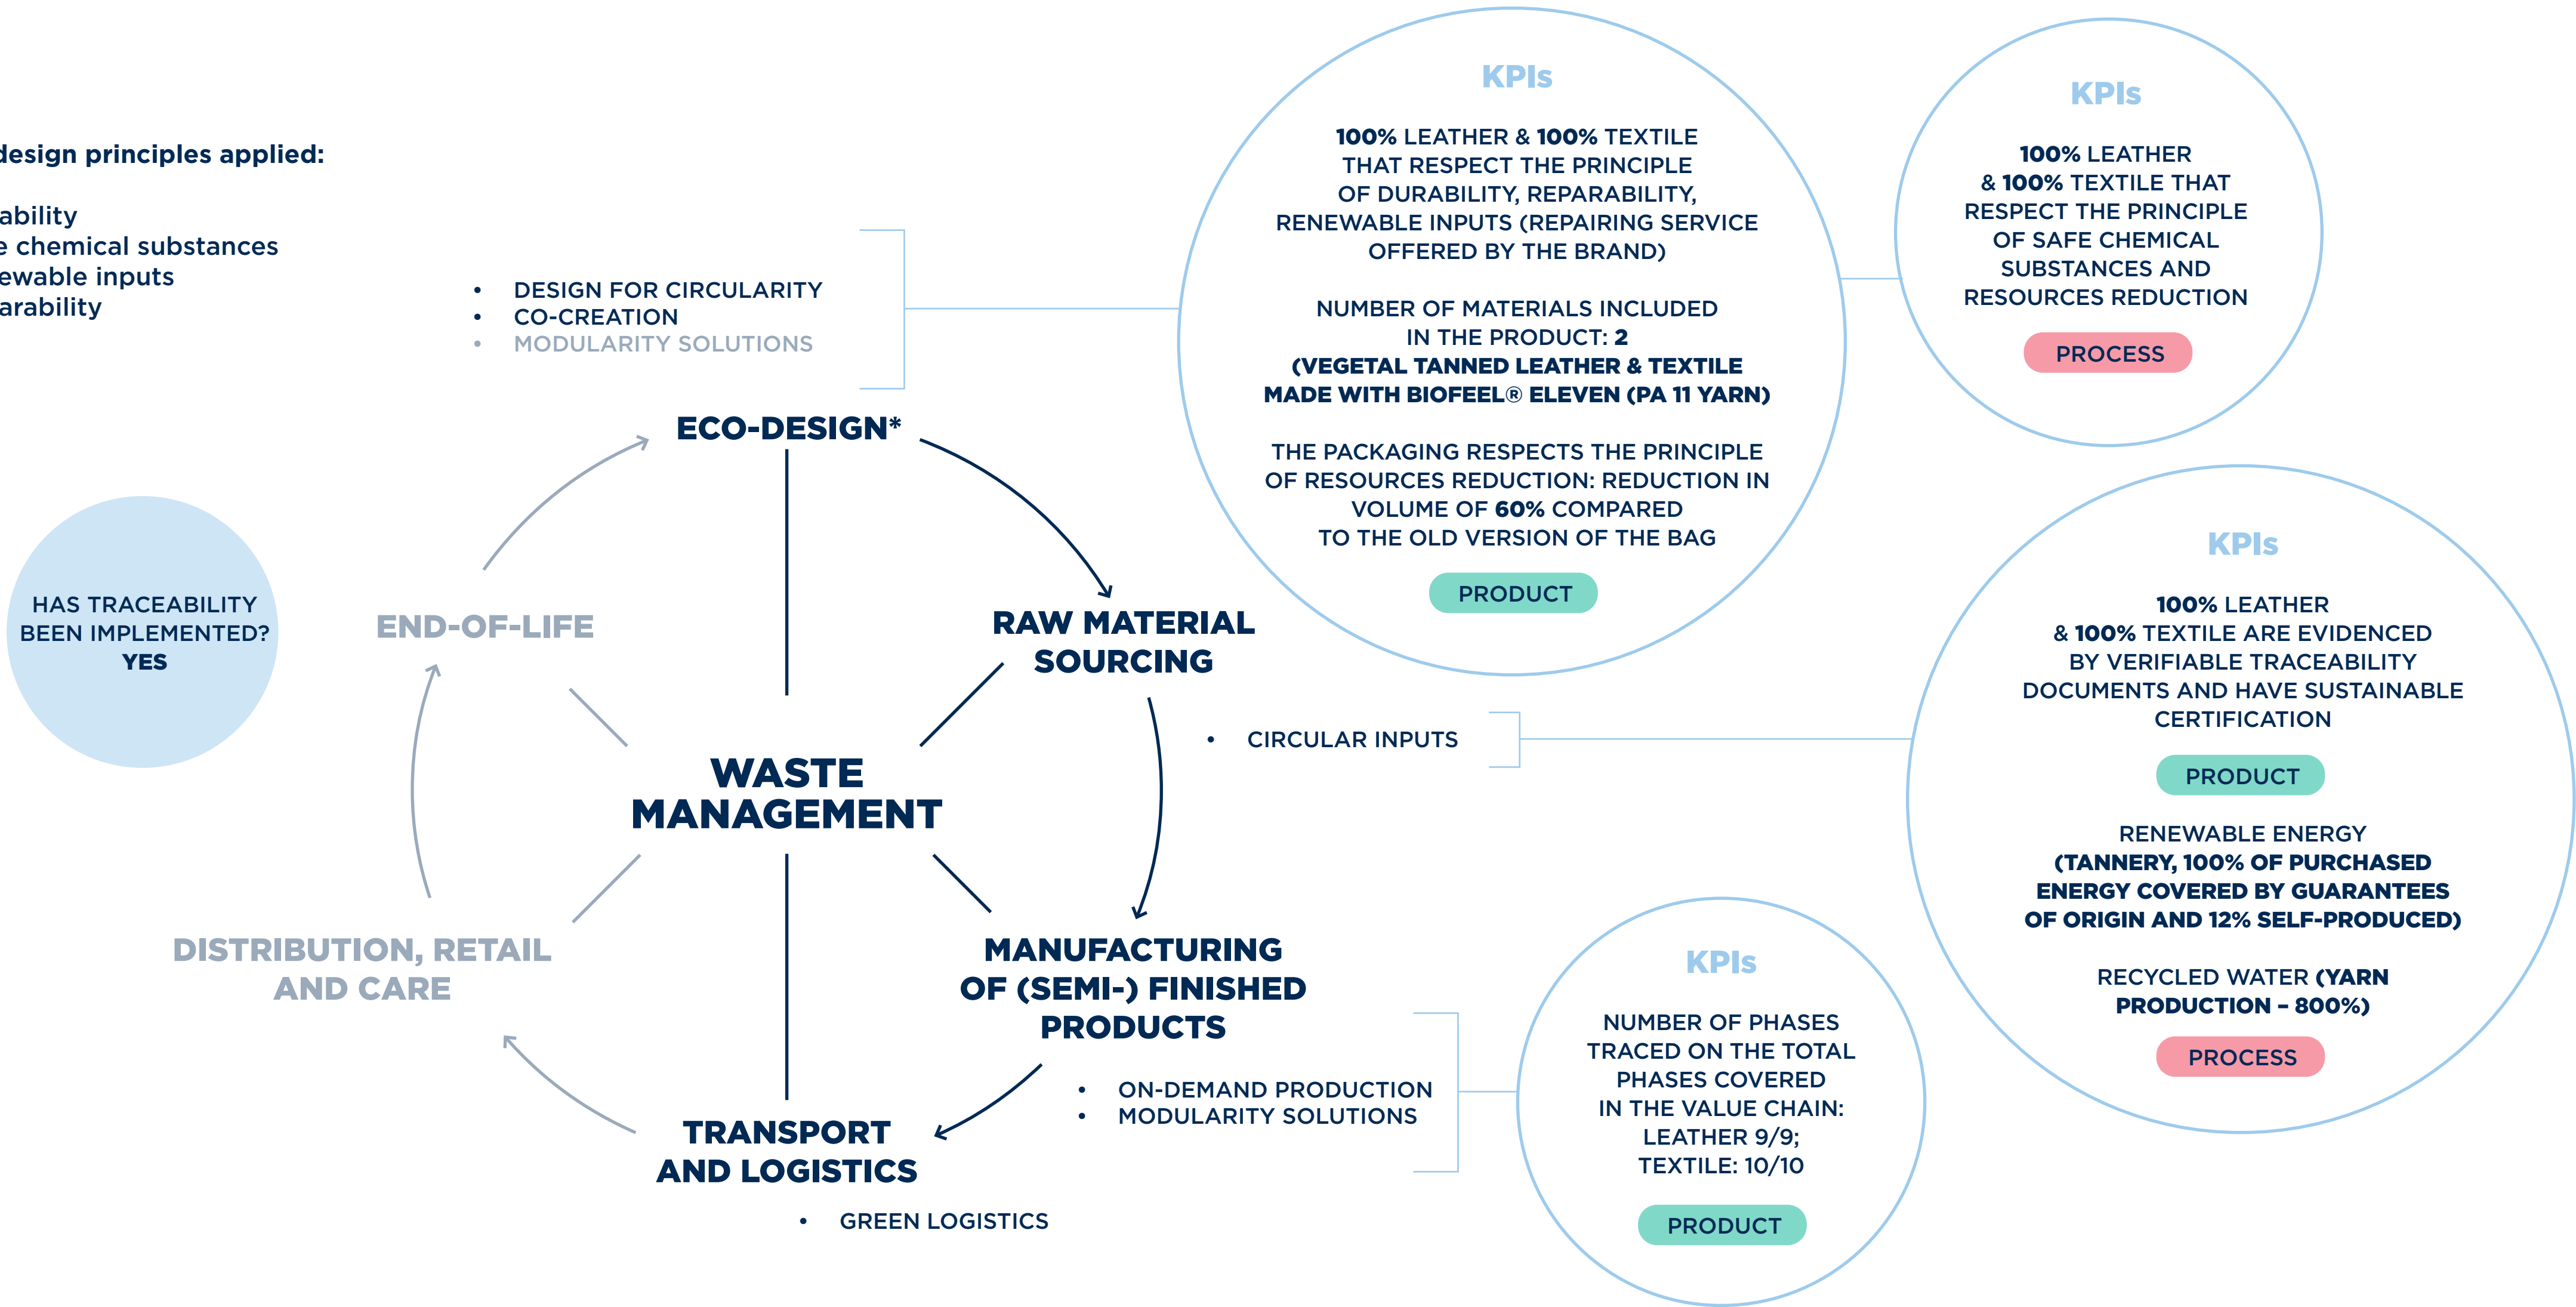 design principles applied:
ability
e chemical substances
ewable inputs
arability
• DESIGN FOR CIRCULARITY
• CO-CREATION
• MODULARITY SOLUTIONS
ECO-DESIGN*
HAS TRACEABILITY
BEEN IMPLEMENTED?
YES
END-OF-LIFE
RAW MATERIAL
SOURCING
• CIRCULAR INPUTS
WASTE
MANAGEMENT
DISTRIBUTION, RETAIL
AND CARE
MANUFACTURING
OF (SEMI-) FINISHED
PRODUCTS
• ON-DEMAND PRODUCTION
• MODULARITY SOLUTIONS
TRANSPORT
AND LOGISTICS
• GREEN LOGISTICS
KPIs
100% LEATHER & 100% TEXTILE
THAT RESPECT THE PRINCIPLE
OF DURABILITY, REPARABILITY,
RENEWABLE INPUTS (REPAIRING SERVICE
OFFERED BY THE BRAND)
NUMBER OF MATERIALS INCLUDED
IN THE PRODUCT: 2
(VEGETAL TANNED LEATHER & TEXTILE
MADE WITH BIOFEEL® ELEVEN (PA 11 YARN)
THE PACKAGING RESPECTS THE PRINCIPLE
OF RESOURCES REDUCTION: REDUCTION IN
VOLUME OF 60% COMPARED
TO THE OLD VERSION OF THE BAG
PRODUCT
KPIs
100% LEATHER
& 100% TEXTILE THAT
RESPECT THE PRINCIPLE
OF SAFE CHEMICAL
SUBSTANCES AND
RESOURCES REDUCTION
PROCESS
KPIs
100% LEATHER
& 100% TEXTILE ARE EVIDENCED
BY VERIFIABLE TRACEABILITY
DOCUMENTS AND HAVE SUSTAINABLE
CERTIFICATION
PRODUCT
RENEWABLE ENERGY
(TANNERY, 100% OF PURCHASED
ENERGY COVERED BY GUARANTEES
OF ORIGIN AND 12% SELF-PRODUCED)
RECYCLED WATER (YARN
PRODUCTION – 800%)
PROCESS
KPIs
NUMBER OF PHASES
TRACED ON THE TOTAL
PHASES COVERED
IN THE VALUE CHAIN:
LEATHER 9/9;
TEXTILE: 10/10
PRODUCT